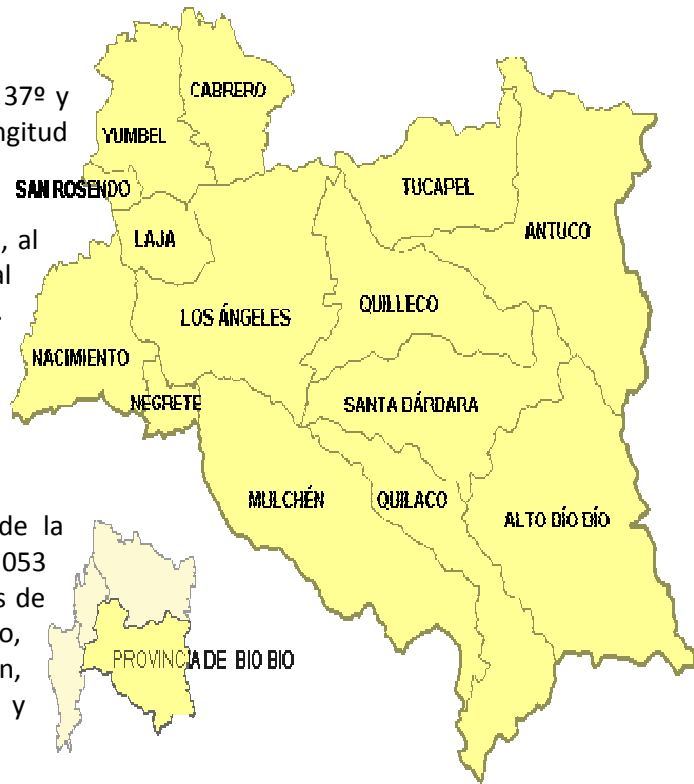 37º y
ngitud
, al
al
.
de la
053
s de
o,
n,
y
CABRERO
YUMBEL
SAN ROSENDO
TUCAPEL
LAJA
ANTUCO
QUILLECO
LOS ÁNGELES
NACIMIENTO
NEGRETE
SANTA DÁRDARA
MULCHÉN
QUILACO
ALTO DÍO DÍO
PROVINCIA DE BIO BIO